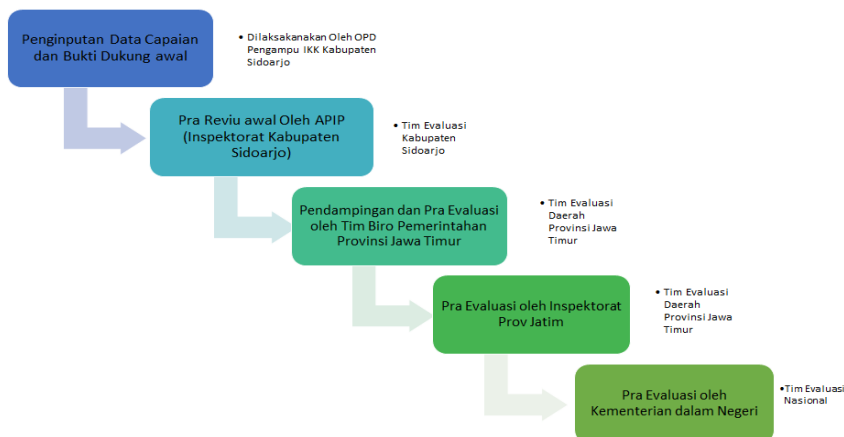 Penginputan Data Capaian
dan Bukti Dukung awal
• Dilaksakanakan Oleh OPD
Pengampu IKK Kabupaten
Sidoarjo
Pra Reviu awal Oleh APIP
(Inspektorat Kabupaten
Sidoarjo)
• Tim Evaluasi
Kabupaten
Sidoarjo
Pendampingan dan Pra Evaluasi
oleh Tim Biro Pemerintahan
Provinsi Jawa Timur
• Tim Evaluasi
Daerah
Provinsi Jawa
Timur
Pra Evaluasi oleh Inspektorat
Prov Jatim
• Tim Evaluasi
Daerah
Provinsi Jawa
Timur
Pra Evaluasi oleh
Kementerian dalam Negeri
•Tim Evaluasi
Nasional